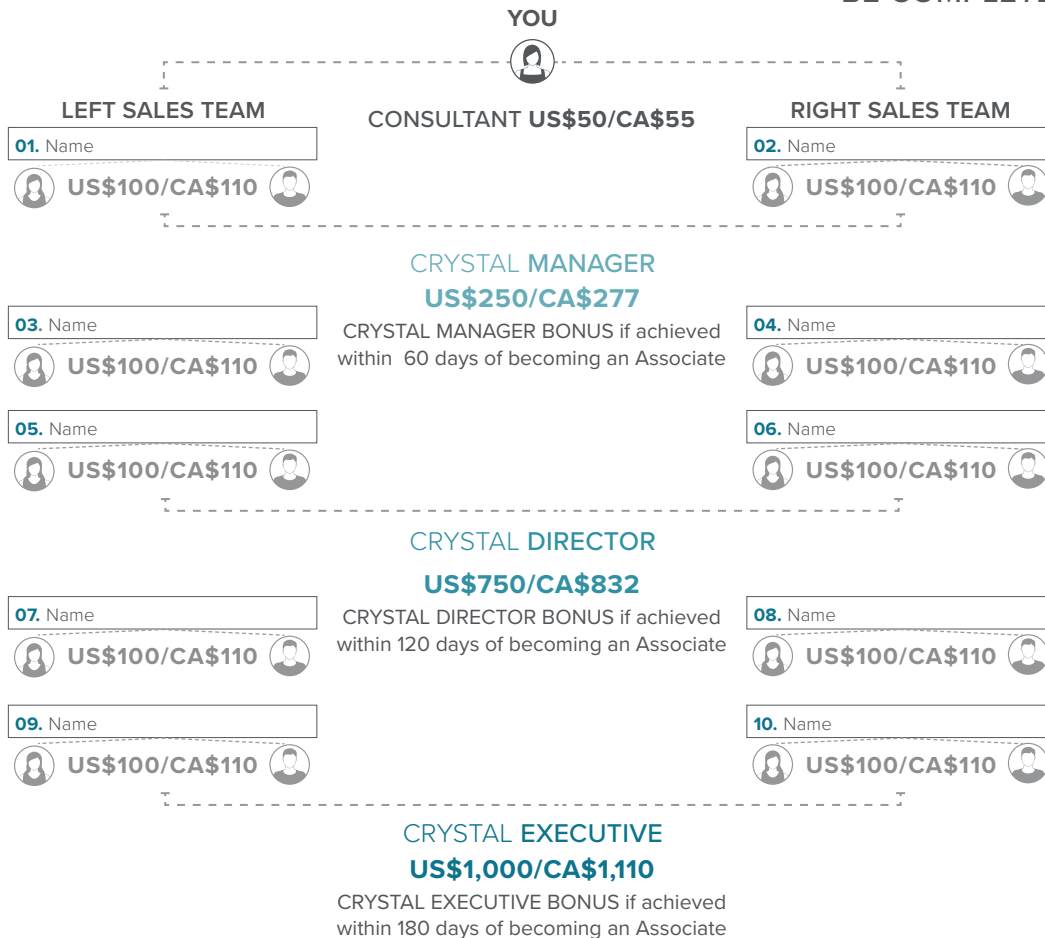 YOU
LEFT SALES TEAM
CONSULTANT US$50/CA$55
RIGHT SALES TEAM
01. Name
02. Name
US$100/CA$110
US$100/CA$110
CRYSTAL MANAGER
US$250/CA$277
CRYSTAL MANAGER BONUS if achieved
within 60 days of becoming an Associate
03. Name
04. Name
US$100/CA$110
US$100/CA$110
05. Name
06. Name
US$100/CA$110
US$100/CA$110
CRYSTAL DIRECTOR
US$750/CA$832
CRYSTAL DIRECTOR BONUS if achieved
within 120 days of becoming an Associate
07. Name
08. Name
US$100/CA$110
US$100/CA$110
09. Name
10. Name
US$100/CA$110
US$100/CA$110
CRYSTAL EXECUTIVE
US$1,000/CA$1,110
CRYSTAL EXECUTIVE BONUS if achieved
within 180 days of becoming an Associate